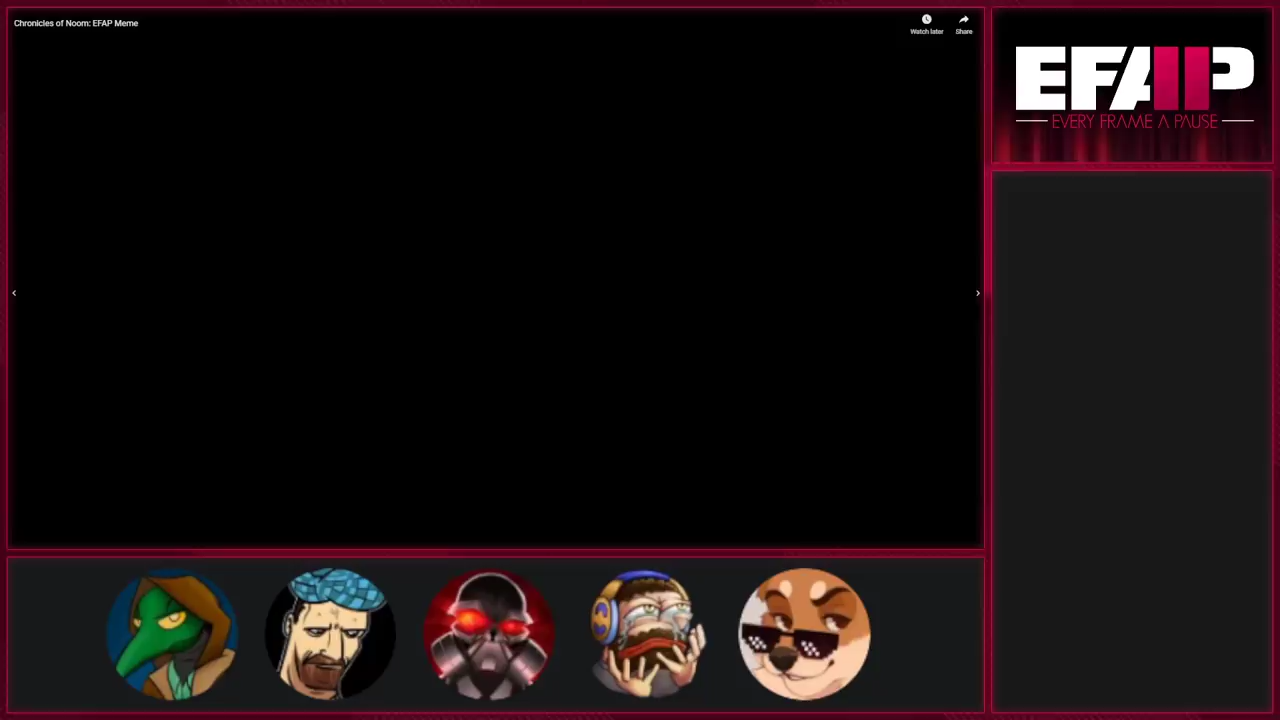 Chronicles of Noom: EFAP Meme
Watch later
Share
EFAP
EVERY FRAME A PAUSE